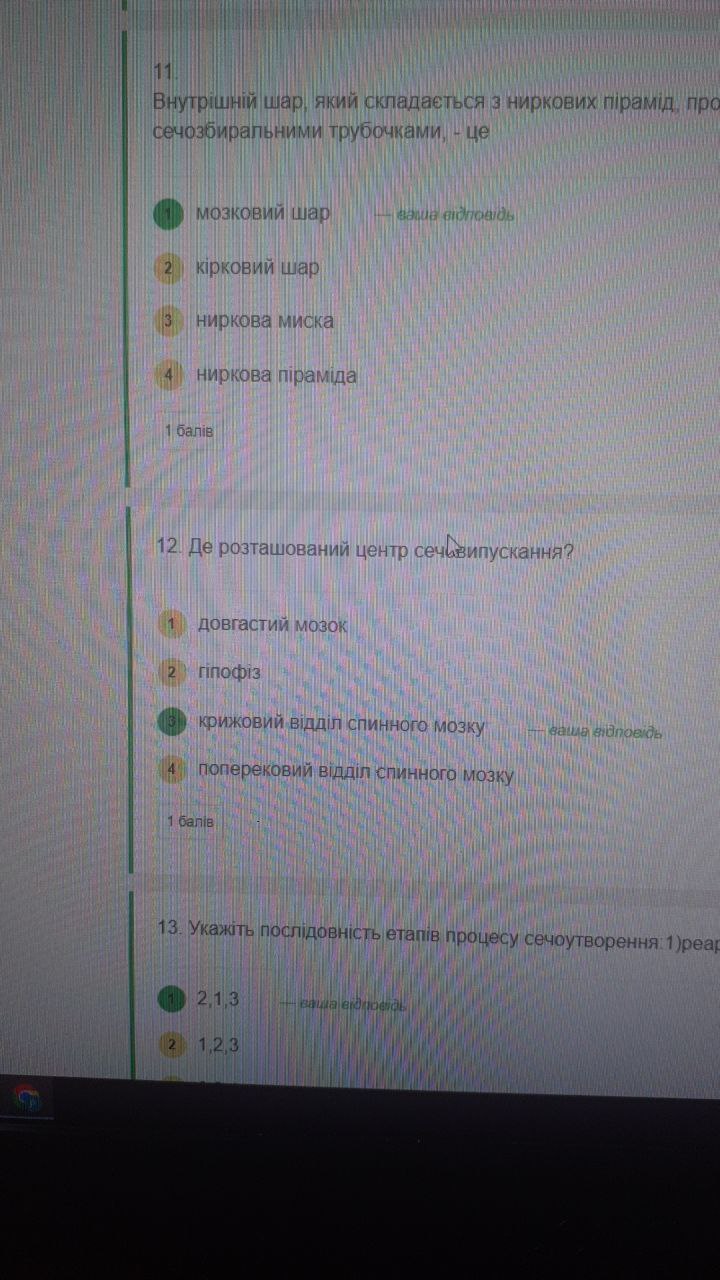 11.
Внутрішній шар, який складається з ниркових пірамід, про
сечозбиральними трубочками, - це
1 мозковий шар — ваша відповідь
2 кірковий шар
3 ниркова миска
4 ниркова піраміда
1 балів
12. Де розташований центр сечовипускання?
1 довгастий мозок
2 гіпофіз
3 крижовий відділ спинного мозку — ваша відповідь
4 поперековий відділ спинного мозку
1 балів
13. Укажіть послідовність етапів процесу сечоутворення:1)реа
1 2,1,3 — ваша відповідь
2 1,2,3